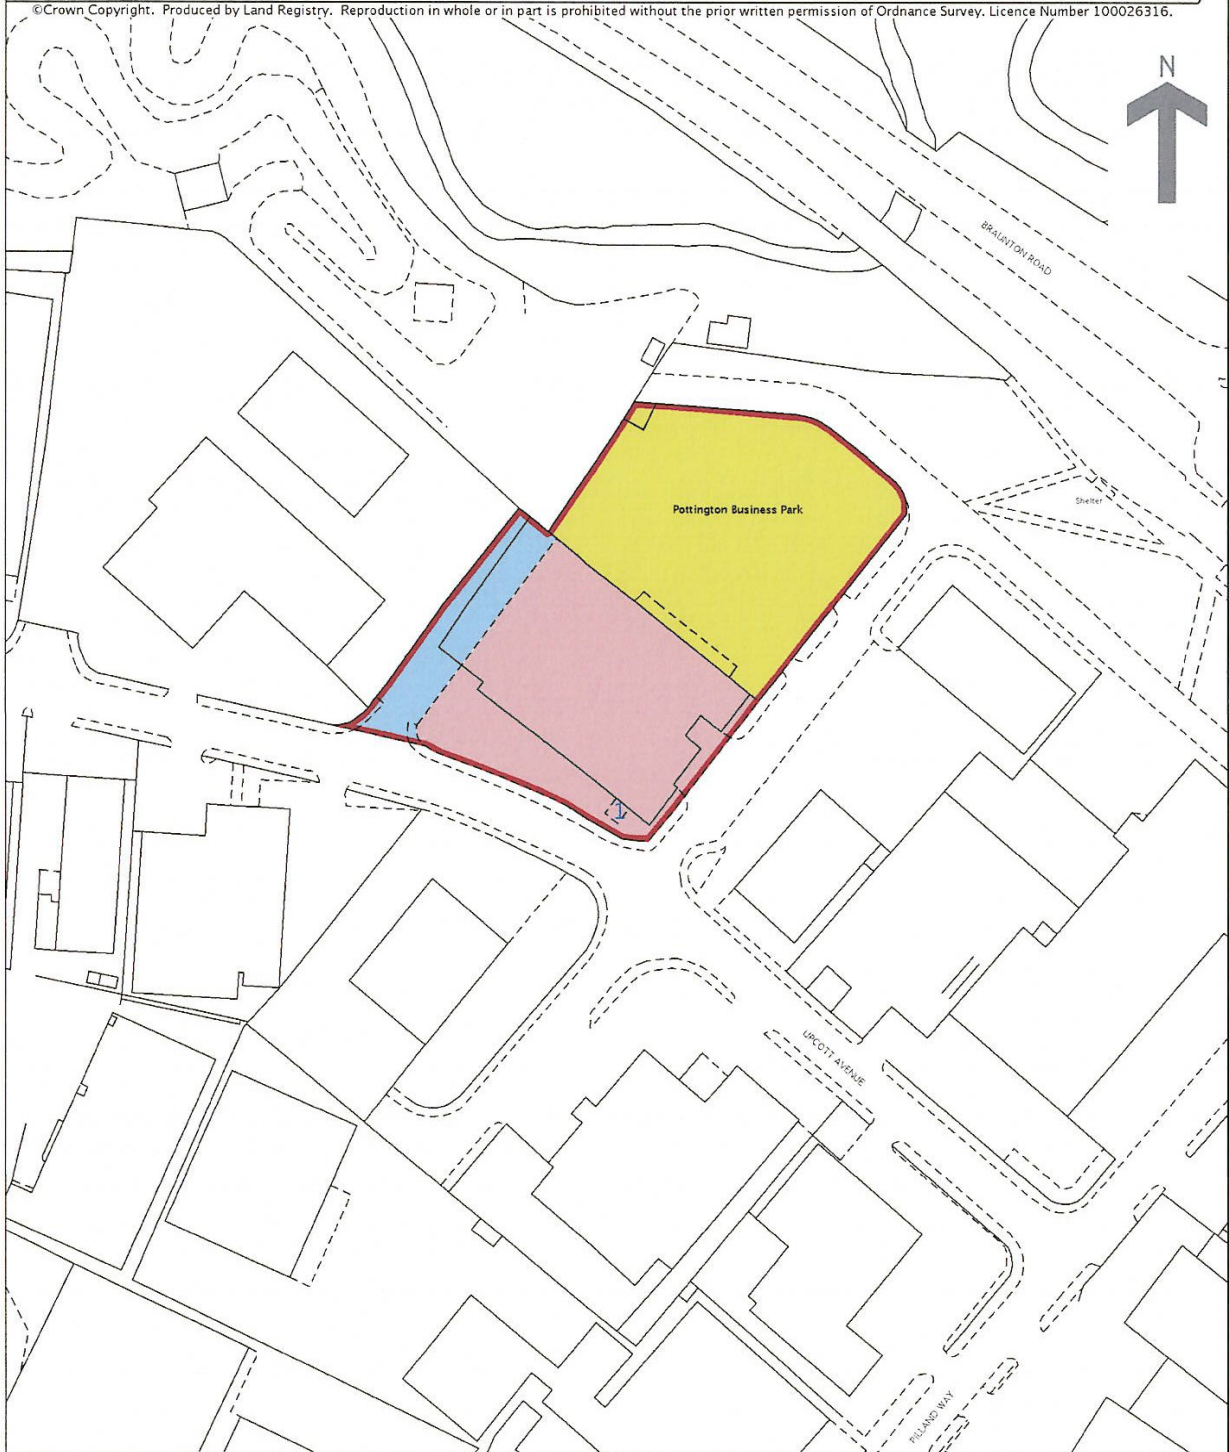 ©Crown Copyright. Produced by Land Registry. Reproduction in whole or in part is prohibited without the prior written permission of Ordnance Survey. Licence Number 100026316.
N
BRAUNTON ROAD
Shelter
Pottington Business Park
1
UPCOTT AVENUE
PILLAND WAY